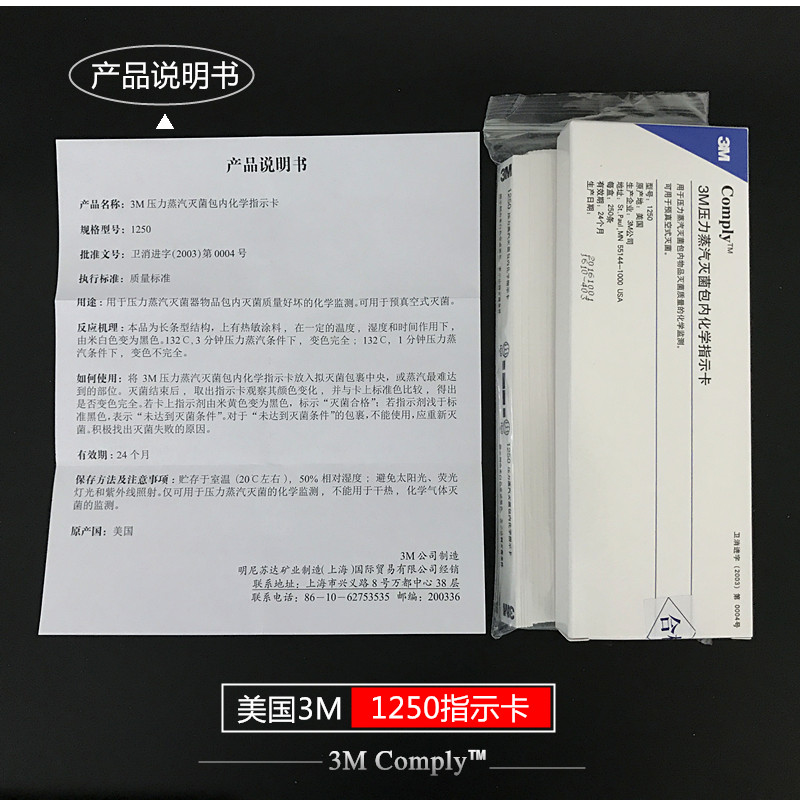 产品说明书
产品说明书
产品名称：3M压力蒸汽灭菌包内化学指示卡
规格型号：1250
批准文号：卫消进字(2003)第0004号
执行标准：质量标准
用途：用于压力蒸汽灭菌器物品包内灭菌质量好坏的化学监测。可用于预真空式灭菌。
反应机理：本品为长条型结构，上有热敏涂料，在一定的温度，湿度和时间作用下，
由米白色变为黑色。132C,3分钟压力蒸汽条件下，变色完全；132C，1分钟压力蒸
汽条件下，变色不完全。
如何使用：将3M压力蒸汽灭菌包内化学指示卡放入拟灭菌包裹中央，或蒸汽最难达
到的部位。灭菌结束后，取出指示卡观察其颜色变化，并与卡上标准色比较，得出
是否变色完全。若卡上指示剂由米黄色变为黑色，标示“灭菌合格”：若指示剂浅于标
准黑色，表示“未达到灭菌条件”。对于“未达到灭菌条件”的包裹，不能使用，应重新灭
菌。积极找出灭菌失败的原因。
有效期：24个月
保存方法及注意事项：贮存于室温（20C左右），50%相对湿度；避免太阳光、荧光
灯光和紫外线照射。仅可用于压力蒸汽灭菌的化学监测，不能用于干热，化学气体灭
菌的监测。
原产国：美国
3M公司制造
明尼苏达矿业制造(上海)国际贸易有限公司经销
联系地址：上海市兴义路8号万都中心38层
联系电话：86-10-62753535 邮编：200336
3M
Comply™
3M压力蒸汽灭菌包内化学指示卡
用于压力蒸汽灭菌包内物品灭菌质量的化学监测，
可用于预真空式灭菌。
型号：1250
原产地：美国
生产企业：3M公司
地址：St.Paul,MN 55144-1000 USA
每盒：250条
有效期：24个月
生产日期：
20161001
1610-403
卫消进字（2003）第0004号
合格
1250
3M
美国3M
1250指示卡
3M Comply™